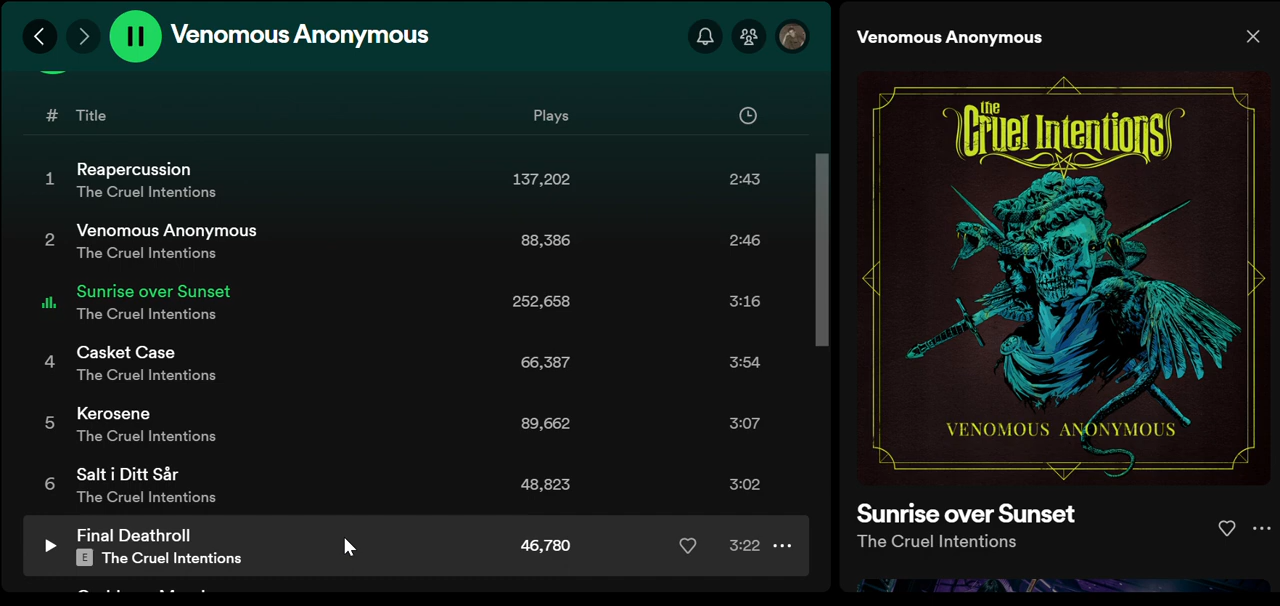 Venomous Anonymous
# Title Plays
1 Reapercussion 137,202 2:43
The Cruel Intentions
2 Venomous Anonymous 88,386 2:46
The Cruel Intentions
Sunrise over Sunset 252,658 3:16
The Cruel Intentions
4 Casket Case 66,387 3:54
The Cruel Intentions
5 Kerosene 89,662 3:07
The Cruel Intentions
6 Salt i Ditt Sår 48,823 3:02
The Cruel Intentions
Final Deathroll 46,780 3:22
E The Cruel Intentions
Venomous Anonymous
the
Cruel Intentions
VENOMOUS ANONYMOUS
Sunrise over Sunset
The Cruel Intentions